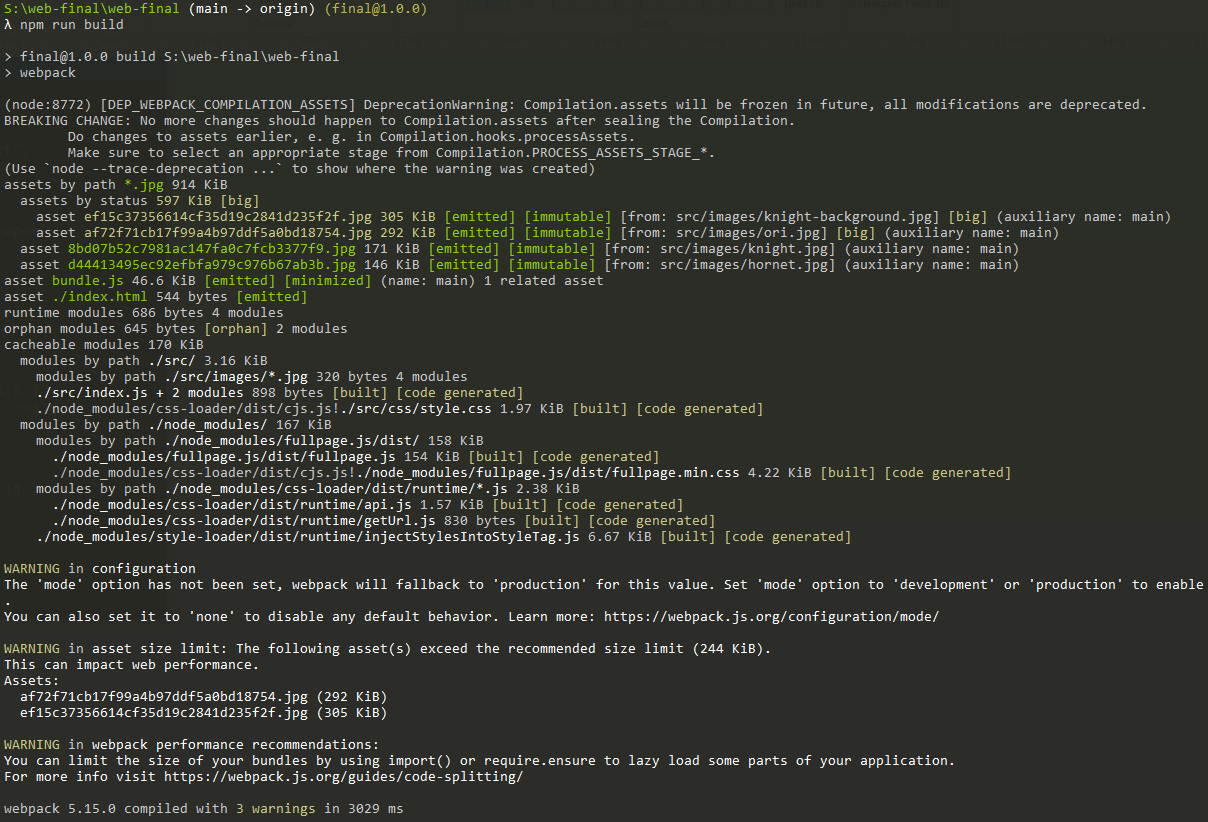 S:\web-final\web-final (main -> origin) (final@1.0.0)
λ npm run build
> final@1.0.0 build S:\web-final\web-final
> webpack
(node:8772) [DEP_WEBPACK_COMPILATION_ASSETS] DeprecationWarning: Compilation.assets will be frozen in future, all modifications are deprecated.
BREAKING CHANGE: No more changes should happen to Compilation.assets after sealing the Compilation.
Do changes to assets earlier, e. g. in Compilation.hooks.processAssets.
Make sure to select an appropriate stage from Compilation.PROCESS_ASSETS_STAGE_*.
(Use `node --trace-deprecation ...` to show where the warning was created)
assets by path *.jpg 914 KiB
assets by status 597 KiB [big]
asset ef15c37356614cf35d19c2841d235f2f.jpg 305 KiB [emitted] [immutable] [from: src/images/knight-background.jpg] [big] (auxiliary name: main)
asset af72f71cb17f99a4b97ddf5a0bd18754.jpg 292 KiB [emitted] [immutable] [from: src/images/ori.jpg] [big] (auxiliary name: main)
asset 8bd07b52c7981ac147fa0c7fcb3377f9.jpg 171 KiB [emitted] [immutable] [from: src/images/knight.jpg] (auxiliary name: main)
asset d44413495ec92efbfa979c976b67ab3b.jpg 146 KiB [emitted] [immutable] [from: src/images/hornet.jpg] (auxiliary name: main)
asset bundle.js 46.6 KiB [emitted] [minimized] (name: main) 1 related asset
asset ./index.html 544 bytes [emitted]
runtime modules 686 bytes 4 modules
orphan modules 645 bytes [orphan] 2 modules
cacheable modules 170 KiB
modules by path ./src/ 3.16 KiB
modules by path ./src/images/*.jpg 320 bytes 4 modules
./src/index.js + 2 modules 898 bytes [built] [code generated]
./node_modules/css-loader/dist/cjs.js!./src/css/style.css 1.97 KiB [built] [code generated]
modules by path ./node_modules/ 167 KiB
modules by path ./node_modules/fullpage.js/dist/ 158 KiB
./node_modules/fullpage.js/dist/fullpage.js 154 KiB [built] [code generated]
./node_modules/css-loader/dist/cjs.js!./node_modules/fullpage.js/dist/fullpage.min.css 4.22 KiB [built] [code generated]
modules by path ./node_modules/css-loader/dist/runtime/*.js 2.38 KiB
./node_modules/css-loader/dist/runtime/api.js 1.57 KiB [built] [code generated]
./node_modules/css-loader/dist/runtime/getUrl.js 830 bytes [built] [code generated]
./node_modules/style-loader/dist/runtime/injectStylesIntoStyleTag.js 6.67 KiB [built] [code generated]
WARNING in configuration
The 'mode' option has not been set, webpack will fallback to 'production' for this value. Set 'mode' option to 'development' or 'production' to enable
.
You can also set it to 'none' to disable any default behavior. Learn more: https://webpack.js.org/configuration/mode/
WARNING in asset size limit: The following asset(s) exceed the recommended size limit (244 KiB).
This can impact web performance.
Assets:
af72f71cb17f99a4b97ddf5a0bd18754.jpg (292 KiB)
ef15c37356614cf35d19c2841d235f2f.jpg (305 KiB)
WARNING in webpack performance recommendations:
You can limit the size of your bundles by using import() or require.ensure to lazy load some parts of your application.
For more info visit https://webpack.js.org/guides/code-splitting/
webpack 5.15.0 compiled with 3 warnings in 3029 ms